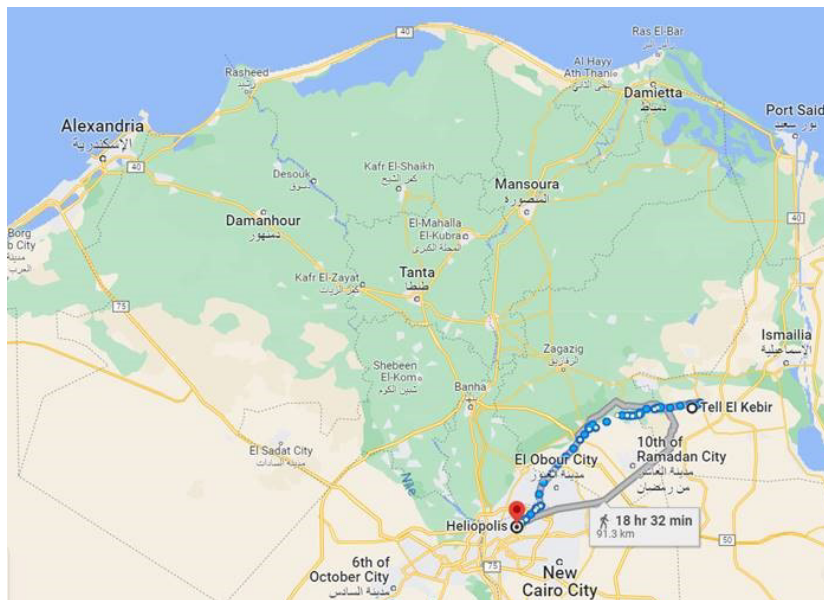 40
Ras El-Bar
رأس البر
Rasheed
رشيد
Al Hayy
Ath Thani
الحي الثاني
Damietta
دمياط
Port Said
بور سعيد
Alexandria
الإسكندرية
40
Desouk
دسوق
Kafr El-Shaikh
كفر الشيخ
Mansoura
المنصورة
Borg
b City
مدينة
العرب
Damanhour
دمنهور
El-Mahalla
El-Kubra
المحلة الكبرى
40
Tanta
طنطا
Kafr El-Zayat
كفر الزيات
75
Ismailia
الإسماعيلية
Zagazig
الزقازيق
Shebeen
El-Kom
شبين الكوم
Banha
بنها
Tell El Kebir
El Sadat City
مدينة السادات
El Obour City
مدينة العبور
10th of
Ramadan City
مدينة العاشر
من رمضان
Nile
Heliopolis
18 hr 32 min
91.3 km
50
6th of
October City
مدينة السادس
75
New
Cairo City